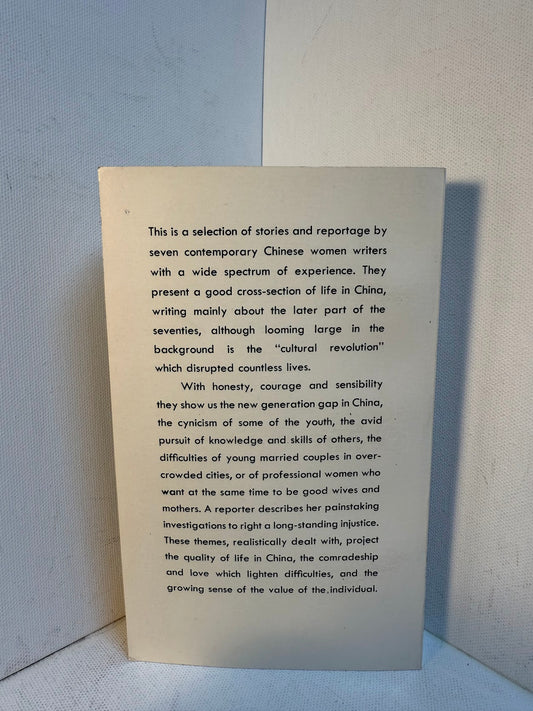 This is a selection of stories and reportage by
seven contemporary Chinese women writers
with a wide spectrum of experience. They
present a good cross-section of life in China,
writing mainly about the later part of the
seventies, although looming large in the
background is the "cultural revolution"
which disrupted countless lives.
With honesty, courage and sensibility
they show us the new generation gap in China,
the cynicism of some of the youth, the avid
pursuit of knowledge and skills of others, the
difficulties of young married couples in over-
crowded cities, or of professional women who
want at the same time to be good wives and
mothers. A reporter describes her painstaking
investigations to right a long-standing injustice.
These themes, realistically dealt with, project
the quality of life in China, the comradeship
and love which lighten difficulties, and the
growing sense of the value of the individual.